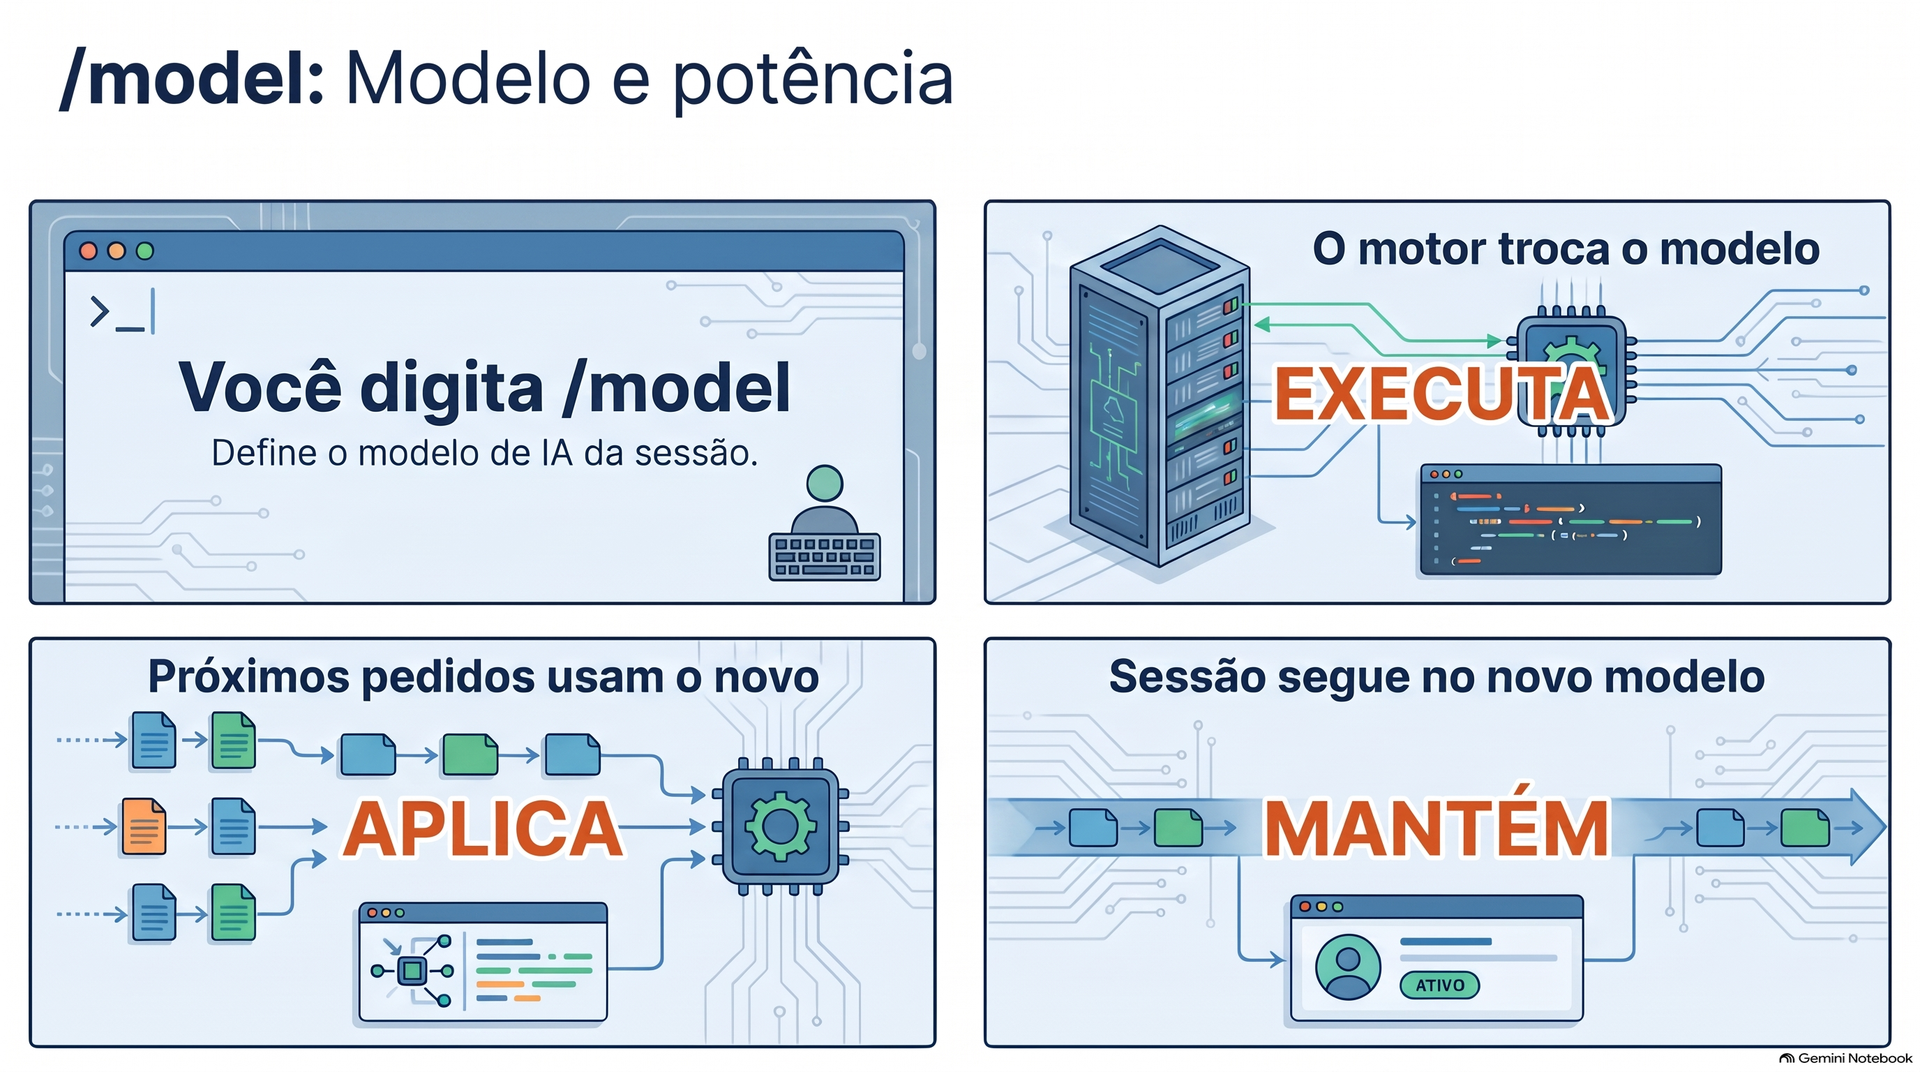 /model: Modelo e potência
>_
Você digita /model
Define o modelo de IA da sessão.
O motor troca o modelo
EXECUTA
Próximos pedidos usam o novo
APLICA
Sessão segue no novo modelo
MANTÉM
ATIVO
Gemini Notebook